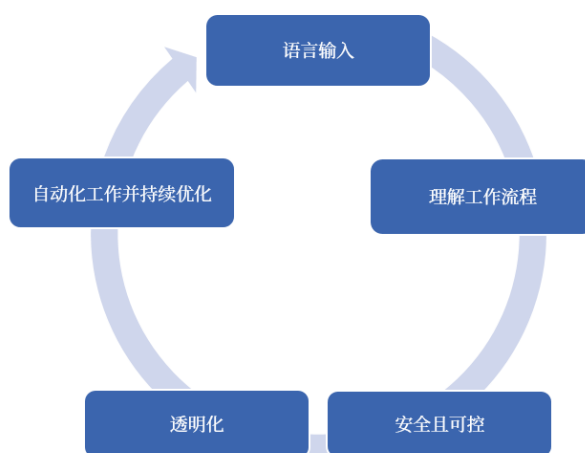 语言输入
理解工作流程
安全且可控
透明化
自动化工作并持续优化